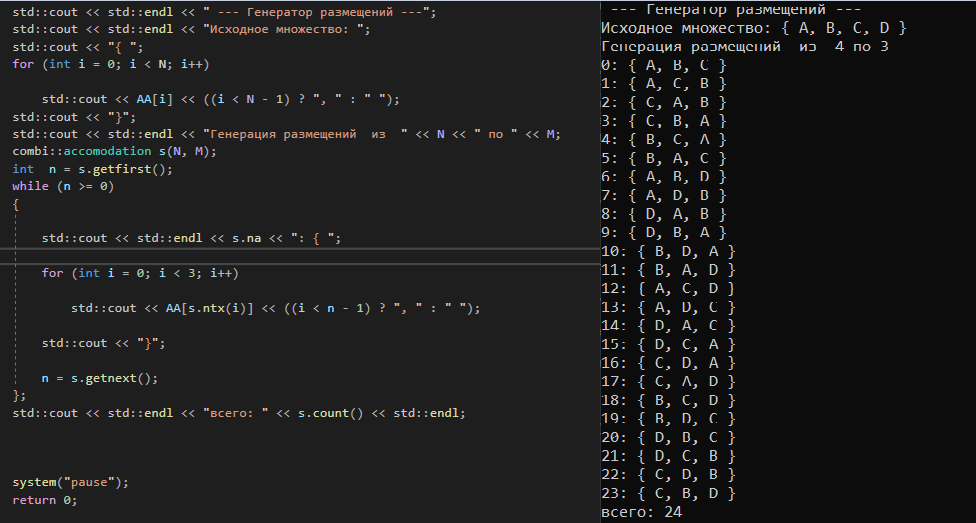 std::cout << std::endl << " --- Генератор размещений ---";
std::cout << std::endl << "Исходное множество: ";
std::cout << "{ ";
for (int i = 0; i < N; i++)
std::cout << AA[i] << ((i < N - 1) ? ", " : " ");
std::cout << "}";
std::cout << std::endl << "Генерация размещений  из  " << N << " по " << M;
combi::accomodation s(N, M);
int  n = s.getfirst();
while (n >= 0)
{
std::cout << std::endl << s.na << ": { ";
for (int i = 0; i < 3; i++)
std::cout << AA[s.ntx(i)] << ((i < n - 1) ? ", " : " ");
std::cout << "}";
n = s.getnext();
};
std::cout << std::endl << "всего: " << s.count() << std::endl;
system("pause");
return 0;
--- Генератор размещений ---
Исходное множество: { A, B, C, D }
Генерация размещений  из  4 по 3
0: { A, B, C }
1: { A, C, B }
2: { C, A, B }
3: { C, B, A }
4: { B, C, A }
5: { B, A, C }
6: { A, B, D }
7: { A, D, B }
8: { D, A, B }
9: { D, B, A }
10: { B, D, A }
11: { B, A, D }
12: { A, C, D }
13: { A, D, C }
14: { D, A, C }
15: { D, C, A }
16: { C, D, A }
17: { C, A, D }
18: { B, C, D }
19: { B, D, C }
20: { D, B, C }
21: { D, C, B }
22: { C, D, B }
23: { C, B, D }
всего: 24